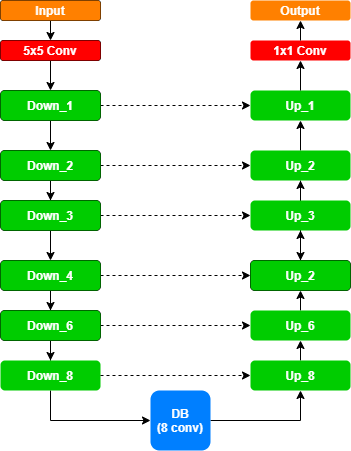 Input
Output
5x5 Conv
1x1 Conv
Down_1
Up_1
Down_2
Up_2
Down_3
Up_3
Down_4
Up_2
Down_6
Up_6
Down_8
Up_8
DB
(8 conv)